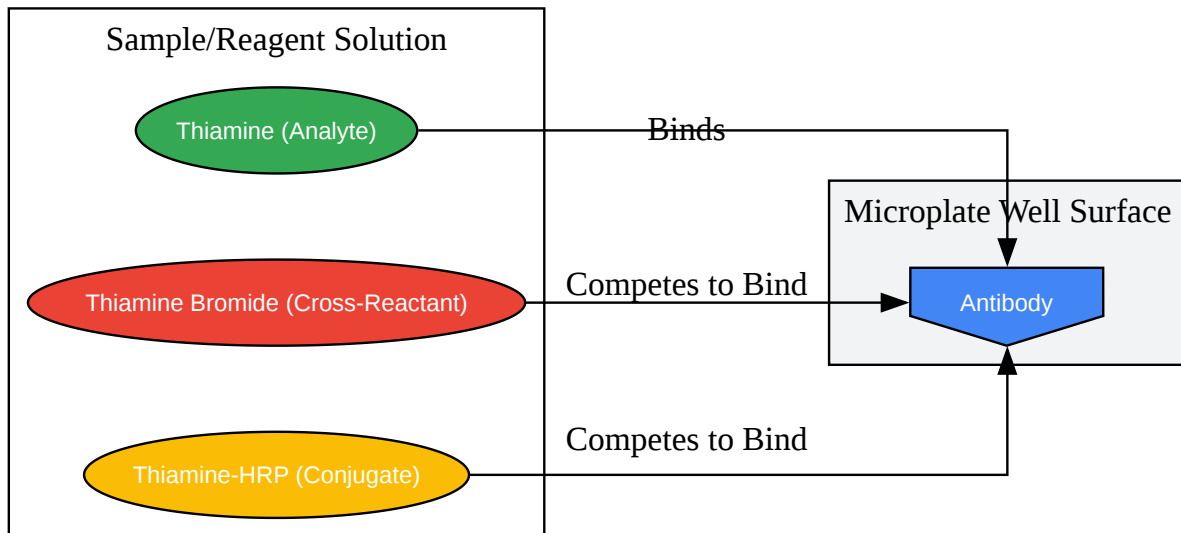 Sample/Reagent Solution
Thiamine (Analyte)
Binds
Microplate Well Surface
Thiamine Bromide (Cross-Reactant)
Competes to Bind
Antibody
Thiamine-HRP (Conjugate)
Competes to Bind